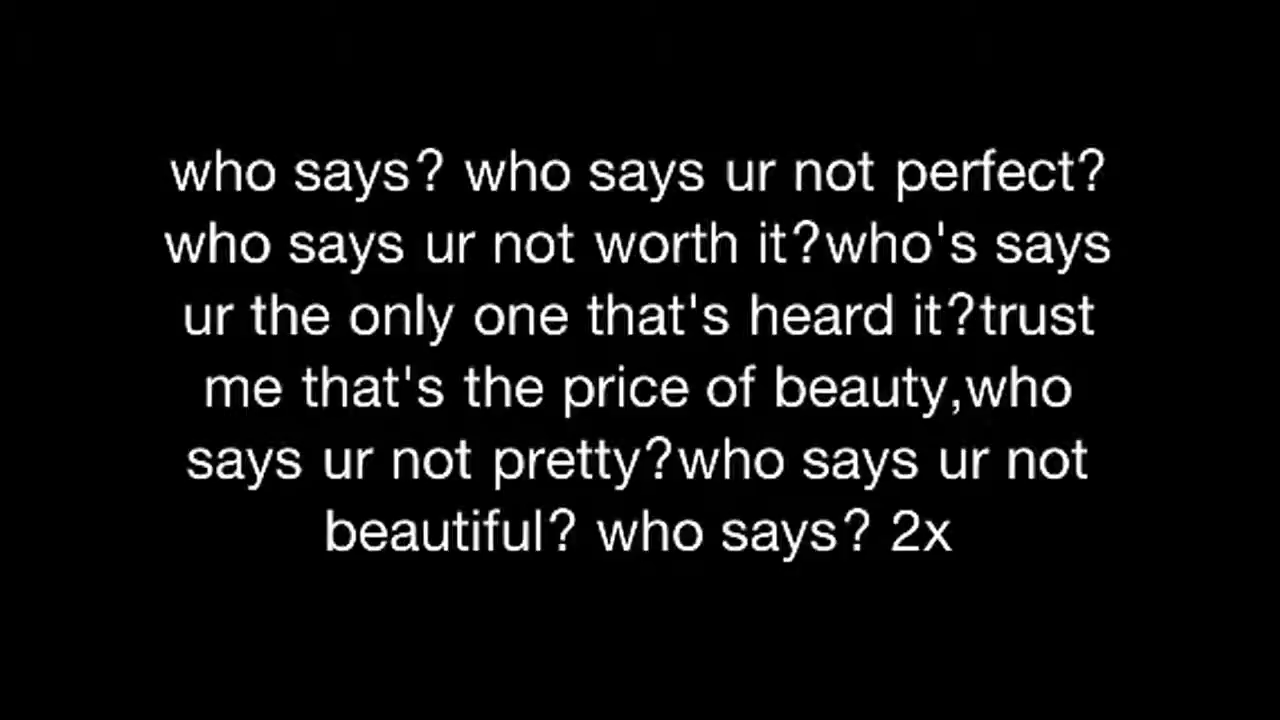 who says? who says ur not perfect?
who says ur not worth it?who's says
ur the only one that's heard it?trust
me that's the price of beauty,who
says ur not pretty?who says ur not
beautiful? who says? 2x